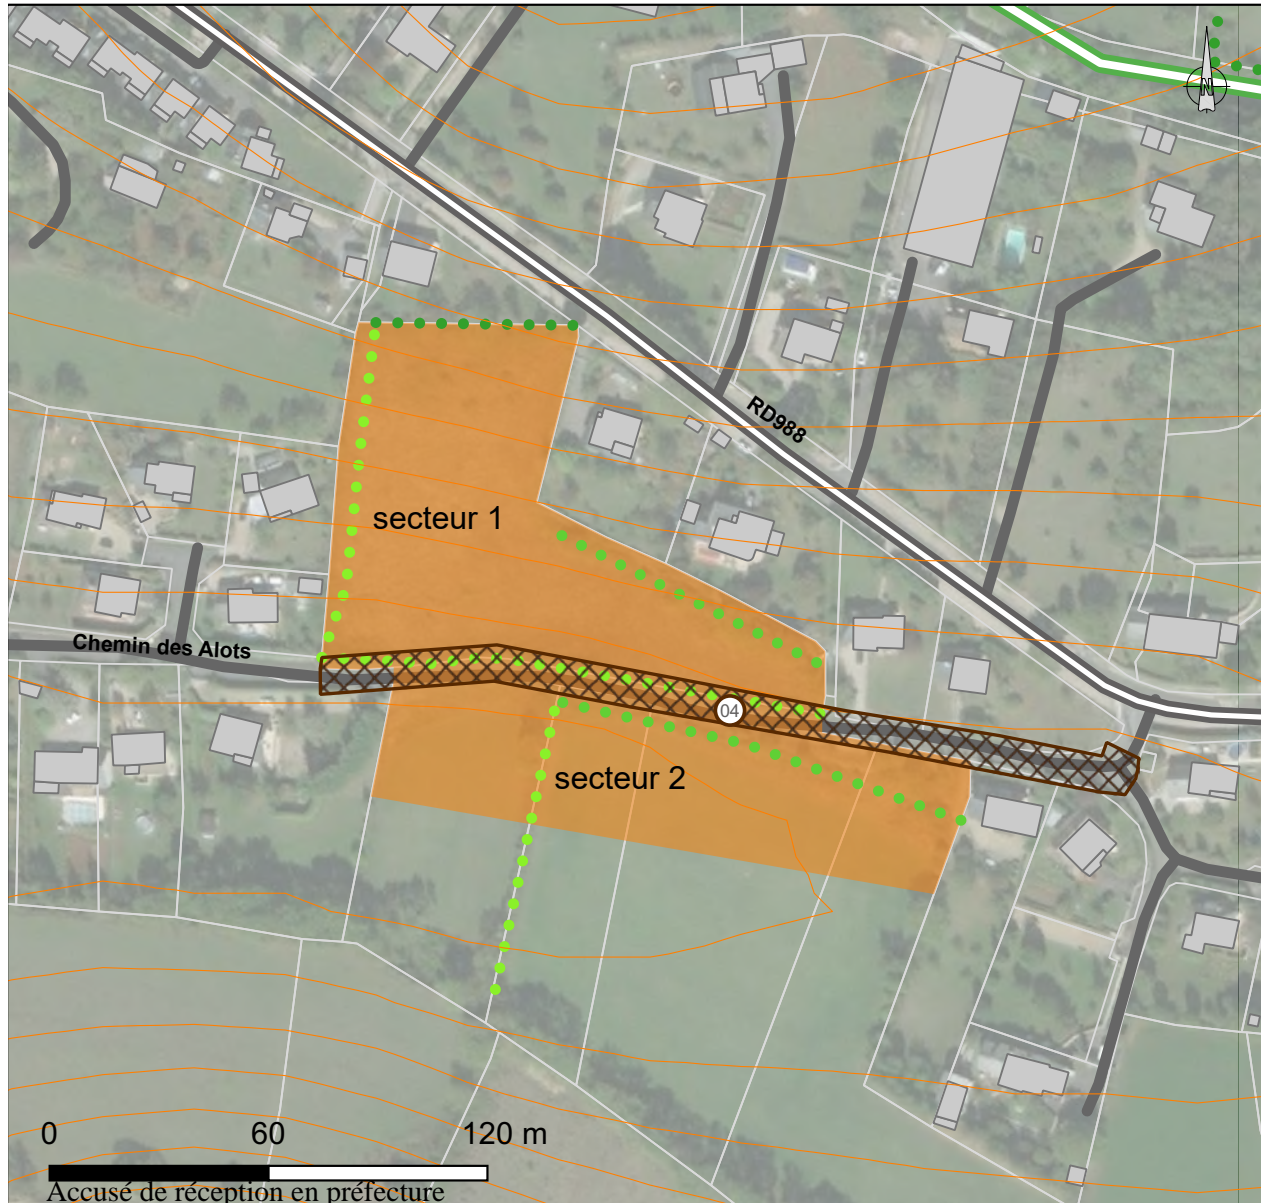 N
RD988
secteur 1
Chemin des Alots
04
secteur 2
0 60 120 m
Accusé de réception en préfecture